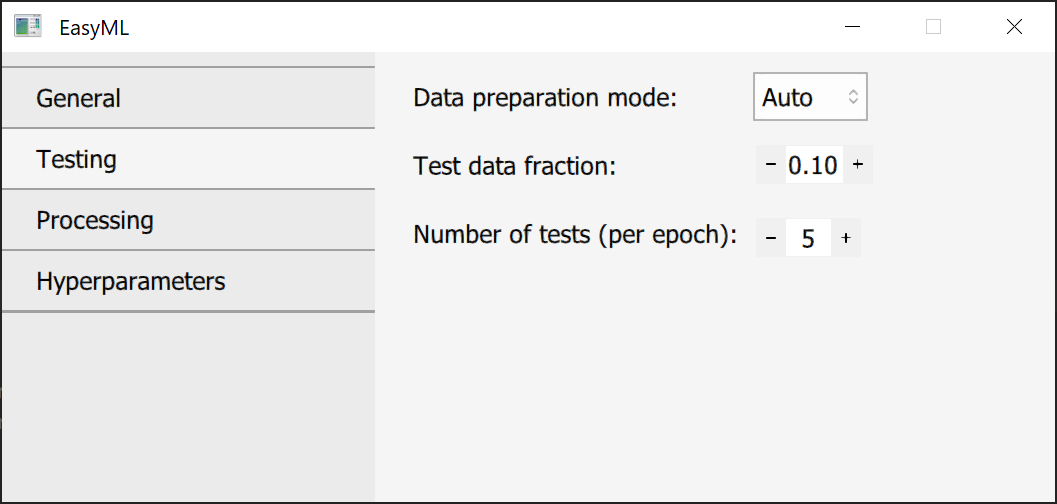 EasyML
General
Testing
Processing
Hyperparameters
Data preparation mode: Auto
Test data fraction: - 0.10 +
Number of tests (per epoch): - 5 +